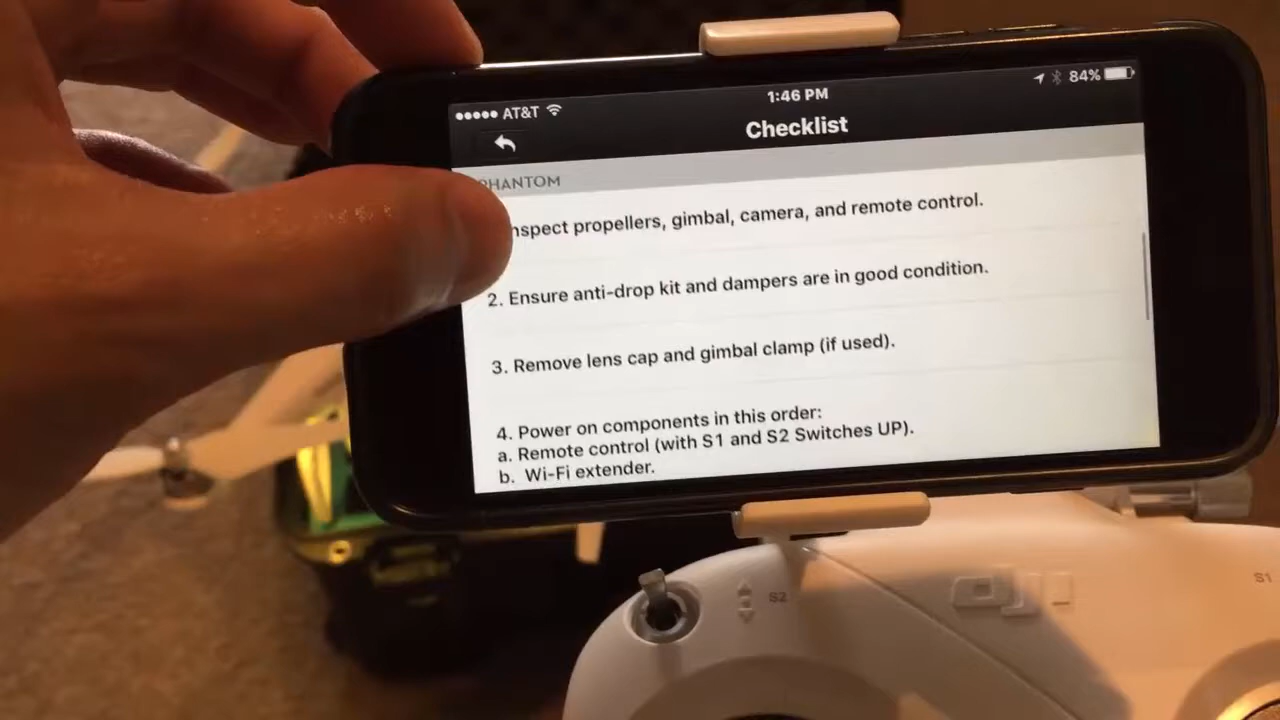 ●●●●● AT&T
1:46 PM
84%
Checklist
PHANTOM
nspect propellers, gimbal, camera, and remote control.
2. Ensure anti-drop kit and dampers are in good condition.
3. Remove lens cap and gimbal clamp (if used).
4. Power on components in this order:
a. Remote control (with S1 and S2 Switches UP).
b. Wi-Fi extender.
S2
S1